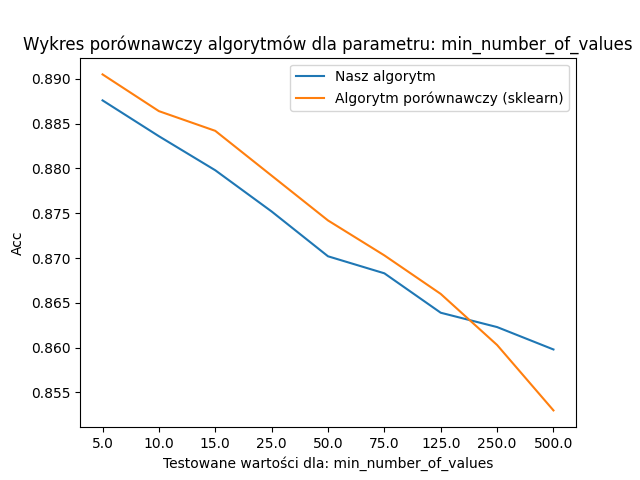 Wykres porównawczy algorytmów dla parametru: min_number_of_values
Nasz algorytm
Algorytm porównawczy (sklearn)
0.890
0.885
0.880
0.875
0.870
0.865
0.860
0.855
Acc
5.0 10.0 15.0 25.0 50.0 75.0 125.0 250.0 500.0
Testowane wartości dla: min_number_of_values